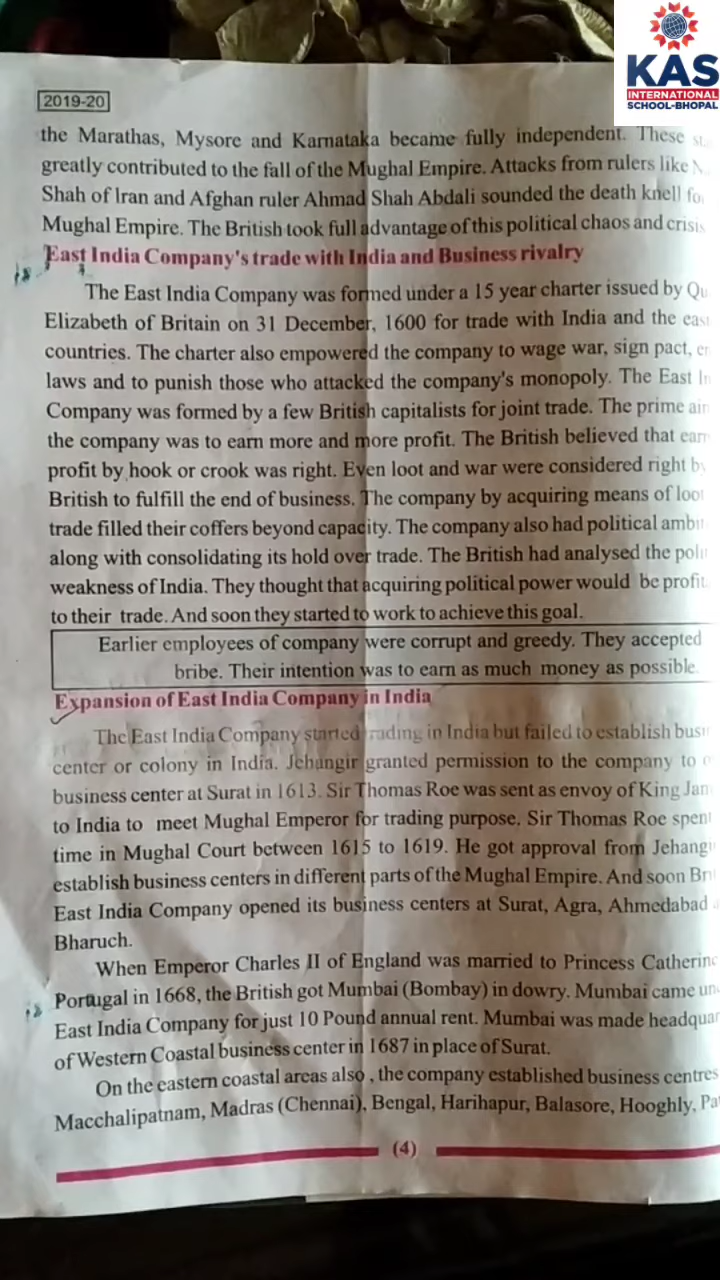 KAS
INTERNATIONAL
SCHOOL-BHOPAL
2019-20
the Marathas, Mysore and Karnataka became fully independent. These
greatly contributed to the fall of the Mughal Empire. Attacks from rulers like
Shah of Iran and Afghan ruler Ahmad Shah Abdali sounded the death knell
Mughal Empire. The British took full advantage of this political chaos and crisis
East India Company's trade with India and Business rivalry
The East India Company was formed under a 15 year charter issued by
Elizabeth of Britain on 31 December, 1600 for trade with India and the
countries. The charter also empowered the company to wage war, sign pact,
laws and to punish those who attacked the company's monopoly. The East
Company was formed by a few British capitalists for joint trade. The prime
the company was to earn more and more profit. The British believed that
profit by hook or crook was right. Even loot and war were considered right
British to fulfill the end of business. The company by acquiring means of loot
trade filled their coffers beyond capacity. The company also had political
along with consolidating its hold over trade. The British had analysed the
weakness of India. They thought that acquiring political power would be
to their trade. And soon they started to work to achieve this goal.
Earlier employees of company were corrupt and greedy. They accepted
bribe. Their intention was to earn as much money as possible.
Expansion of East India Company in India
The East India Company started trading in India but failed to establish
center or colony in India. Jehangir granted permission to the company to
business center at Surat in 1613. Sir Thomas Roe was sent as envoy of King
to India to meet Mughal Emperor for trading purpose. Sir Thomas Roe spent
time in Mughal Court between 1615 to 1619. He got approval from
establish business centers in different parts of the Mughal Empire. And soon
East India Company opened its business centers at Surat, Agra, Ahmedabad
Bharuch.
When Emperor Charles II of England was married to Princess Catherine
Portugal in 1668, the British got Mumbai (Bombay) in dowry. Mumbai came
East India Company for just 10 Pound annual rent. Mumbai was made
of Western Coastal business center in 1687 in place of Surat.
On the eastern coastal areas also , the company established business centres
Macchalipatnam, Madras (Chennai), Bengal, Harihapur, Balasore, Hooghly,
(4)